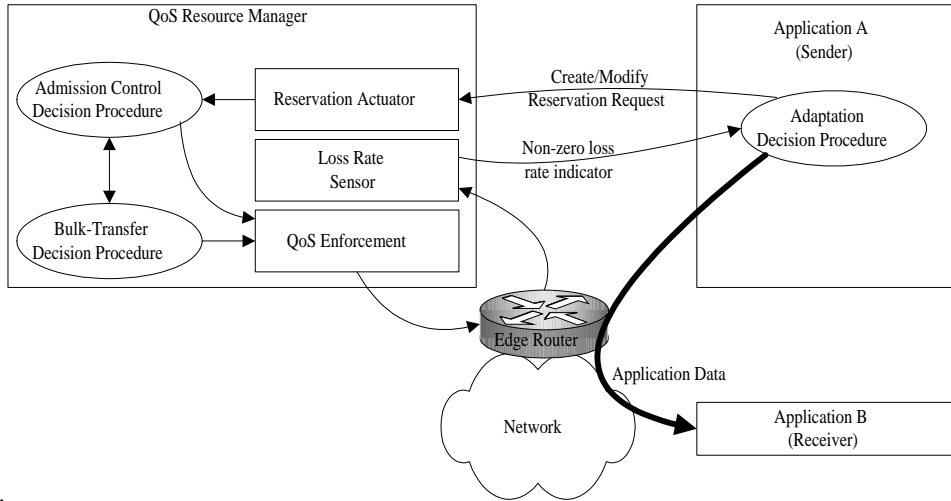 QoS Resource Manager
Application A
(Sender)
Admission Control
Decision Procedure
Reservation Actuator
Create/Modify
Reservation Request
Adaptation
Decision Procedure
Loss Rate
Sensor
Non-zero loss
rate indicator
Bulk-Transfer
Decision Procedure
QoS Enforcement
Edge Router
Application Data
Network
Application B
(Receiver)
.